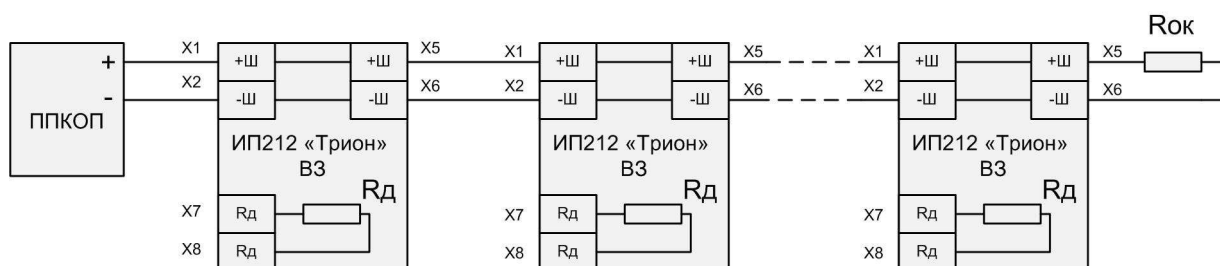 Rок
X1 X5 X1 X5 X1 X5
+ +Ш +Ш +Ш +Ш +Ш +Ш
X2 X6 X2 X6 X2 X6
- -Ш -Ш -Ш -Ш -Ш -Ш
ППКОП
ИП212 «Трион» ИП212 «Трион» ИП212 «Трион»
В3 В3 В3
Rд Rд Rд
X7 Rд X7 Rд X7 Rд
X8 Rд X8 Rд X8 Rд